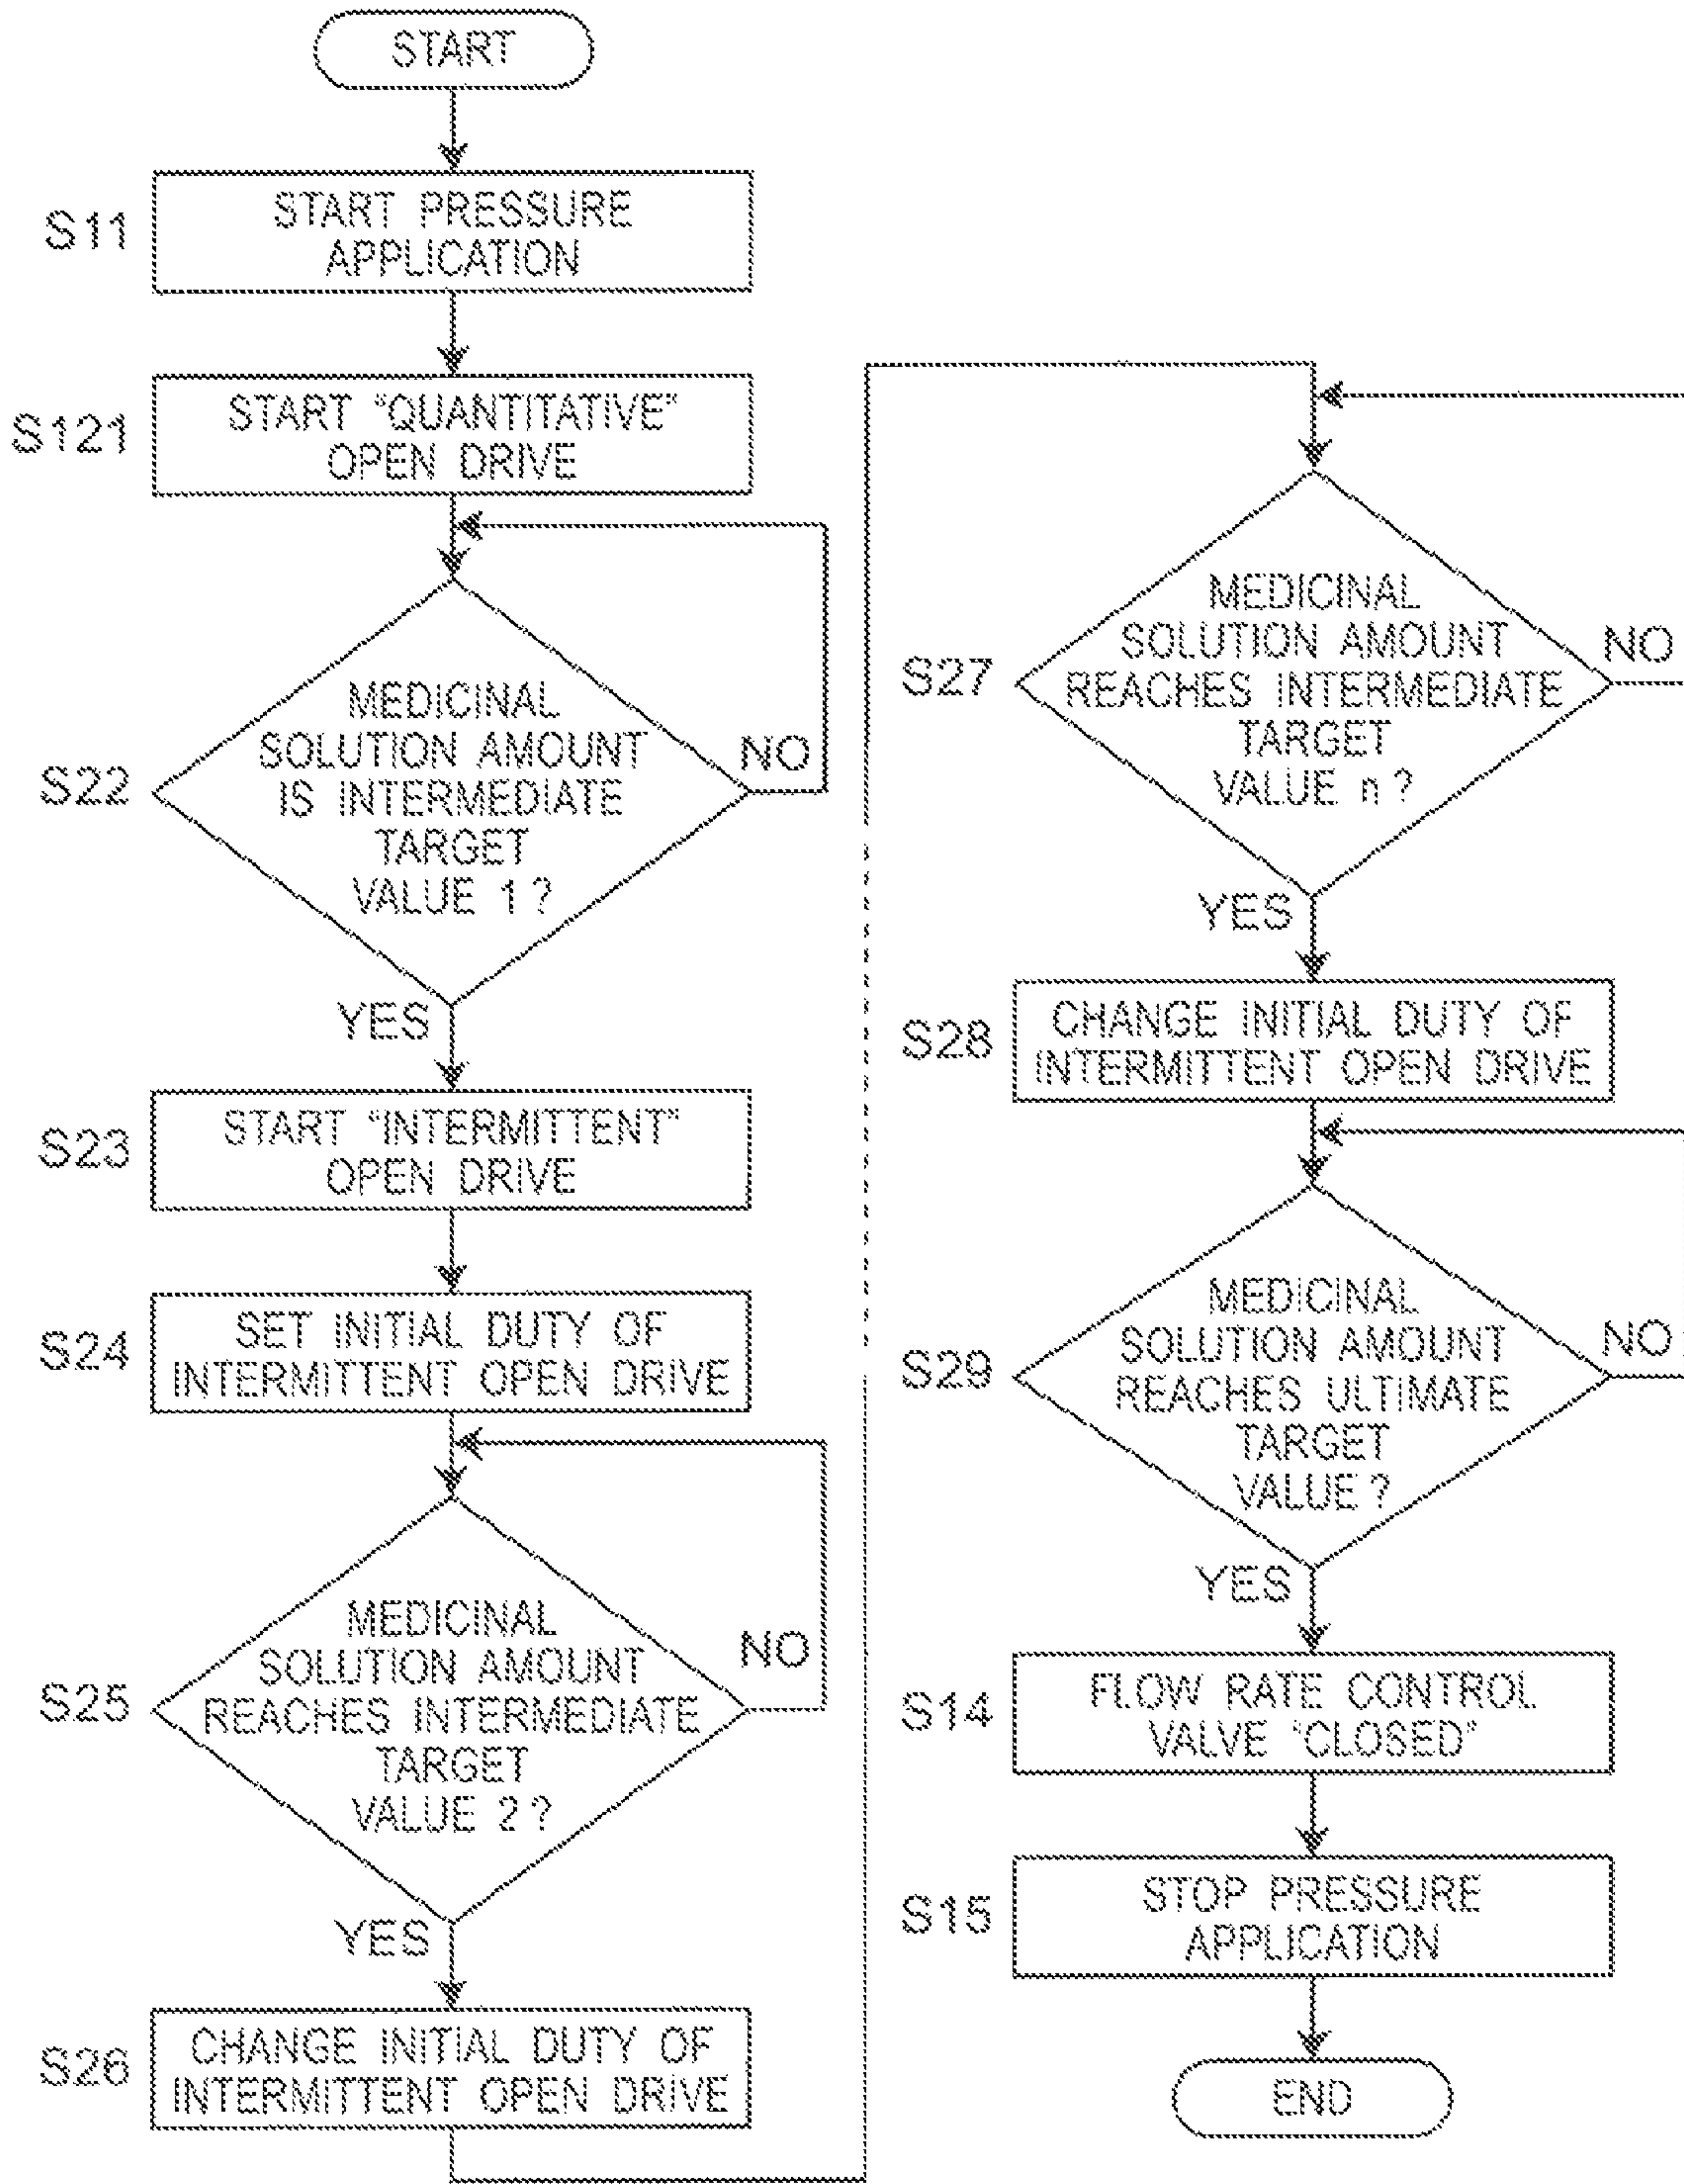 START
S11
START PRESSURE
APPLICATION
S121
START "QUANTITATIVE"
OPEN DRIVE
S22
MEDICINAL
SOLUTION AMOUNT
IS INTERMEDIATE
TARGET
VALUE 1 ?
NO
YES
S23
START "INTERMITTENT"
OPEN DRIVE
S24
SET INITIAL DUTY OF
INTERMITTENT OPEN DRIVE
S25
MEDICINAL
SOLUTION AMOUNT
REACHES INTERMEDIATE
TARGET
VALUE 2 ?
NO
YES
S26
CHANGE INITIAL DUTY OF
INTERMITTENT OPEN DRIVE
S27
MEDICINAL
SOLUTION AMOUNT
REACHES INTERMEDIATE
TARGET
VALUE n ?
NO
YES
S28
CHANGE INITIAL DUTY OF
INTERMITTENT OPEN DRIVE
S29
MEDICINAL
SOLUTION AMOUNT
REACHES ULTIMATE
TARGET
VALUE ?
NO
YES
S14
FLOW RATE CONTROL
VALVE "CLOSED"
S15
STOP PRESSURE
APPLICATION
END